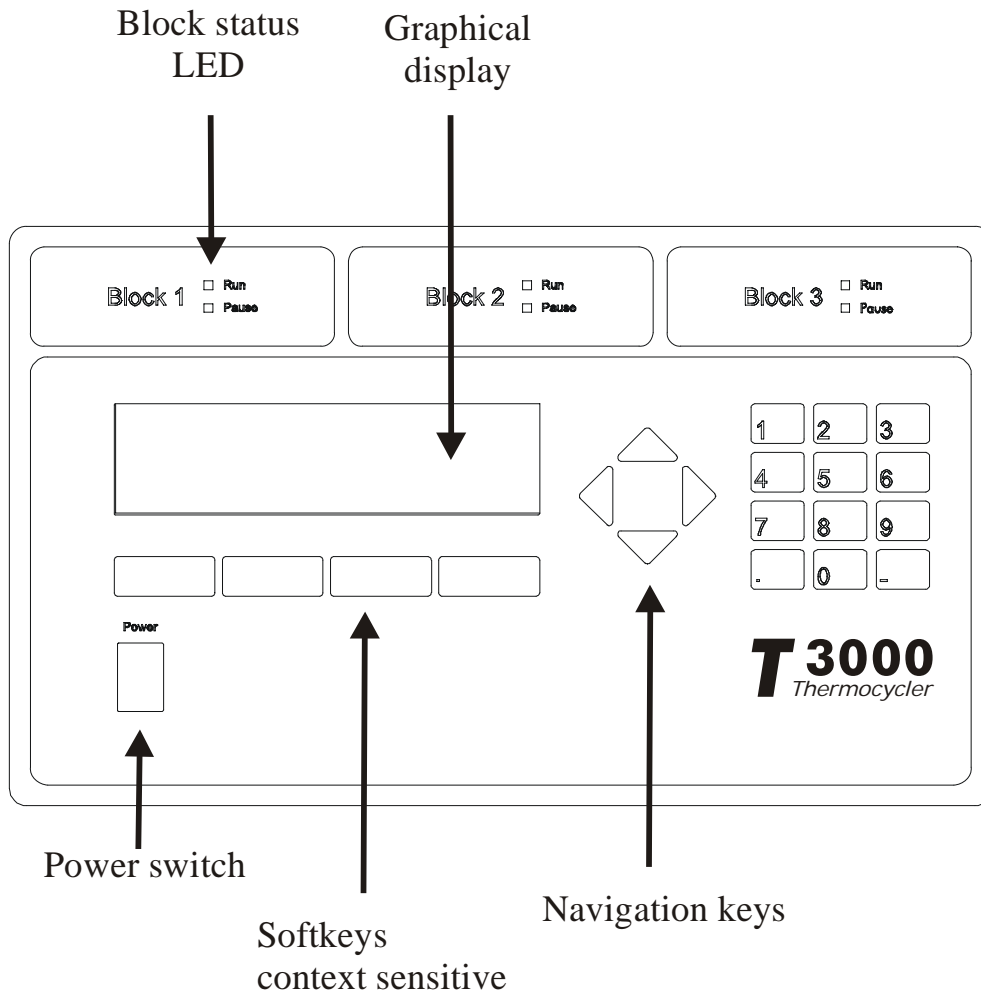 Block status
LED
Graphical
display
Block 1
Run
Pause
Block 2
Run
Pause
Block 3
Run
Pause
1 2 3
4 5 6
7 8 9
. 0 -
Power
T 3000
Thermocycler
Power switch
Softkeys
context sensitive
Navigation keys